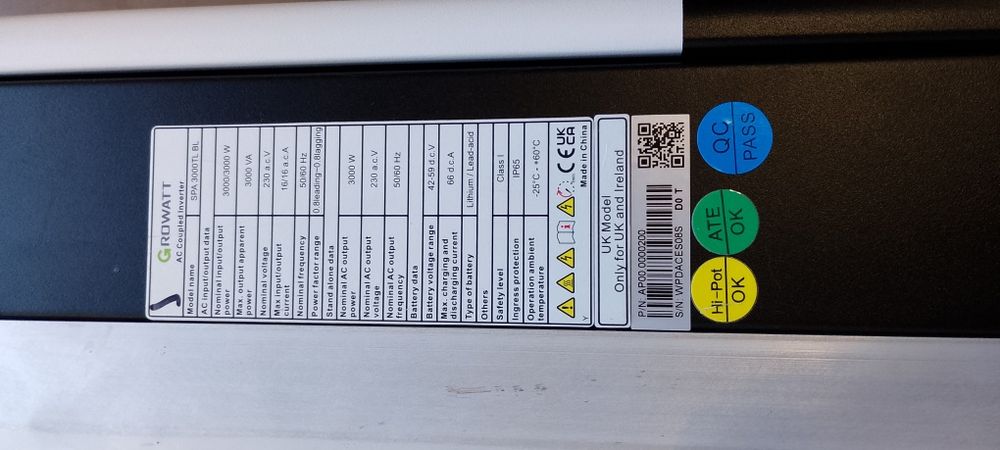 GROWATT
AC Coupled Inverter
Model name SPA 3000TL BL
AC input/output data
Nominal input/output power 3000/3000 W
Max. output apparent power 3000 VA
Nominal voltage 230 a.c.V
Max input/output current 16/16 a.c.A
Nominal frequency 50/60 Hz
Power factor range 0.8leading~0.8lagging
Stand alone data
Nominal AC output power 3000 W
Nominal AC output voltage 230 a.c.V
Nominal AC output frequency 50/60 Hz
Battery data
Battery voltage range 42-59 d.c.V
Max. charging and discharging current 66 d.c.A
Type of battery Lithium / Lead-acid
Others
Safety level Class I
Ingress protection IP65
Operation ambient temperature -25°C - +60°C
CE UK CA
Y Made in China
UK Model
Only for UK and Ireland
P/N: AP00.0000200
S/N: WPDACES08S D0 T
Hi-Pot
OK
ATE
OK
QC
PASS